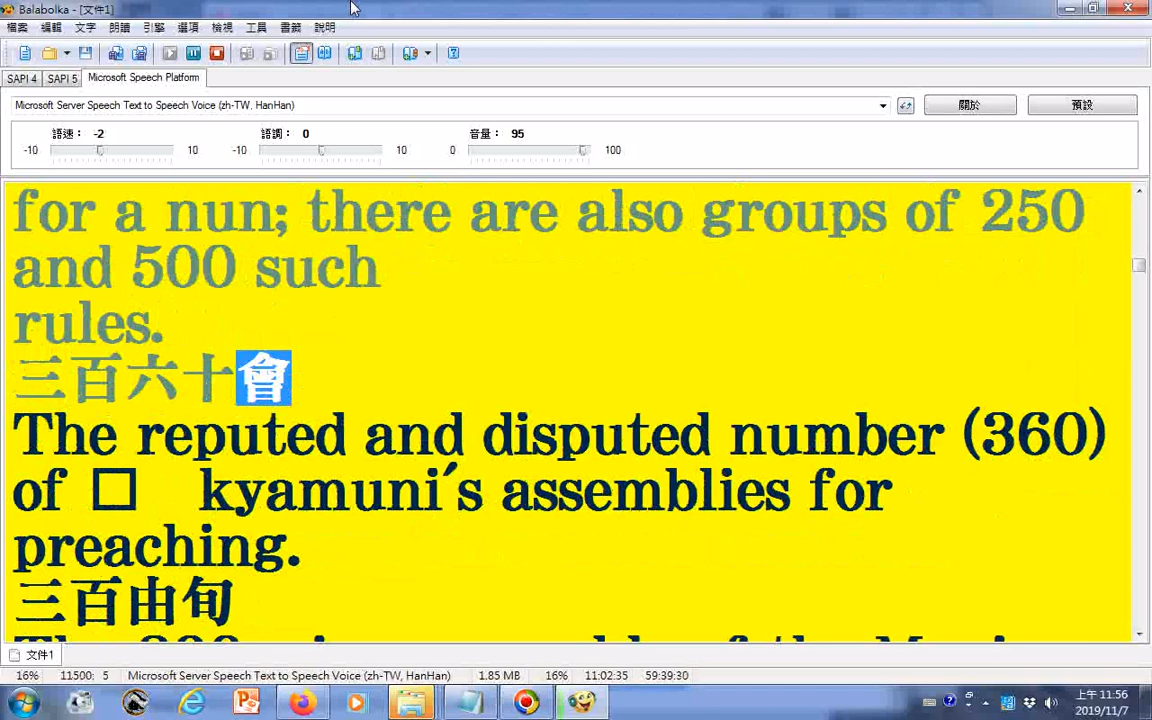 Balabolka - [文件1]
檔案 編輯 文字 朗讀 引擎 選項 檢視 工具 書籤 說明
SAPI 4 SAPI 5 Microsoft Speech Platform
Microsoft Server Speech Text to Speech Voice (zh-TW, HanHan) 關於 預設
語速： -2 語調： 0 音量： 95
-10 10 -10 10 0 100
for a nun; there are also groups of 250
and 500 such
rules.
三百六十會
The reputed and disputed number (360)
of □ kyamuni's assemblies for
preaching.
三百由旬
文件1
16% 11500: 5 Microsoft Server Speech Text to Speech Voice (zh-TW, HanHan) 1.85 MB 16% 11:02:35 59:39:30
上午 11:56
2019/11/7